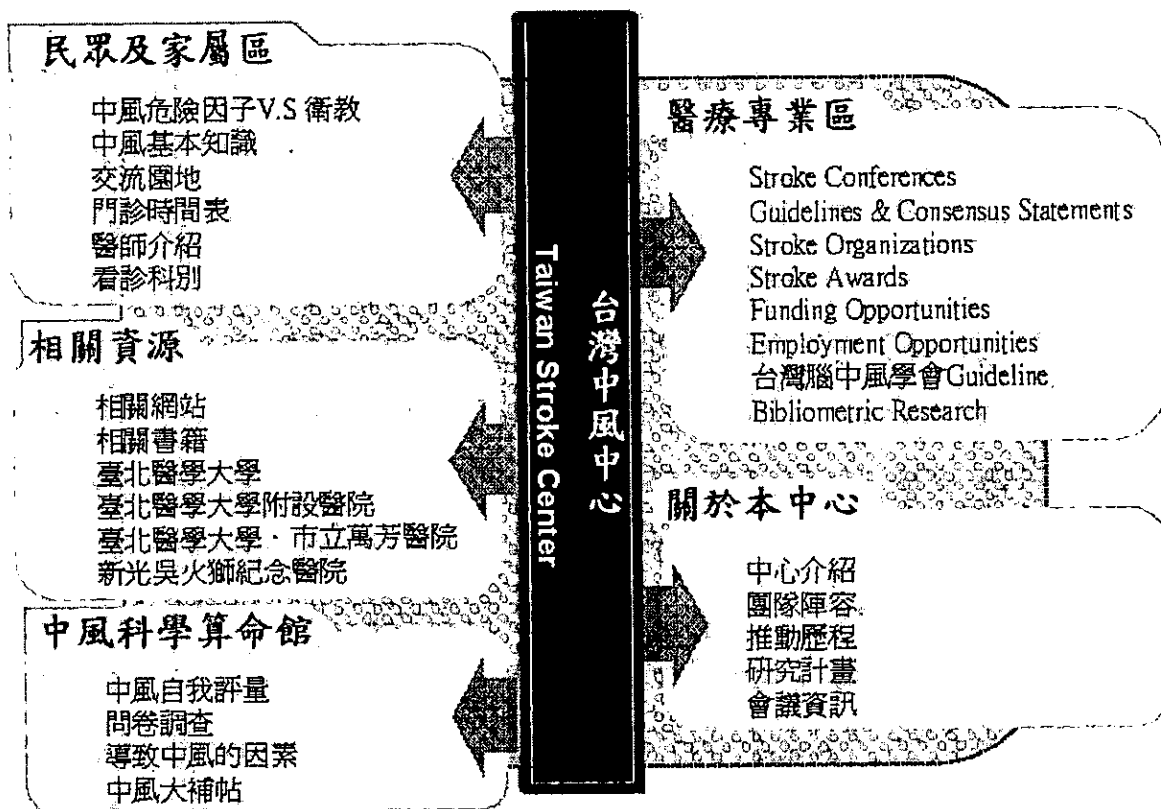 民眾及家屬區
中風危險因子V.S 衛教
中風基本知識
交流園地
門診時間表
醫師介紹
看診科別
相關資源
相關網站
相關書籍
臺北醫學大學
臺北醫學大學附設醫院
臺北醫學大學‧市立萬芳醫院
新光吳火獅紀念醫院
中風科學算命館
中風自我評量
問卷調查
導致中風的因素
中風大補帖
台灣中風中心
Taiwan Stroke Center
醫療專業區
Stroke Conferences
Guidelines & Consensus Statements
Stroke Organizations
Stroke Awards
Funding Opportunities
Employment Opportunities
台灣腦中風學會Guideline
Bibliometric Research
關於本中心
中心介紹
團隊陣容
推動歷程
研究計畫
會議資訊